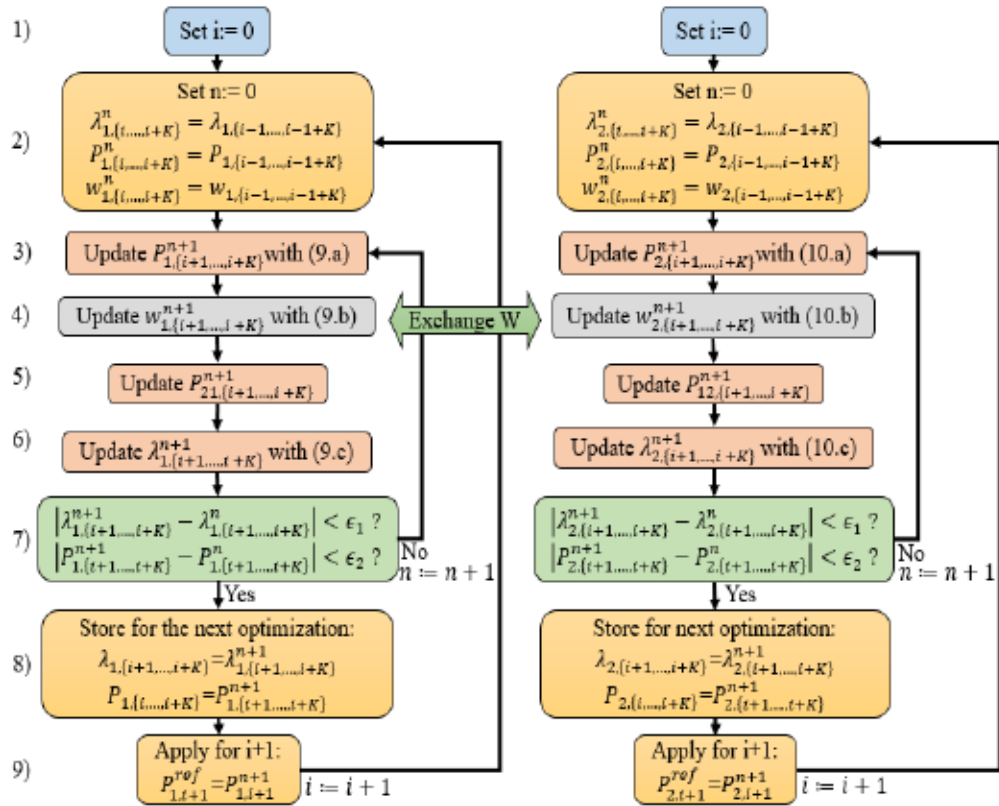 1)
Set i:= 0
Set i:= 0
2)
Set n:= 0
λ^n_{1,{i,...,i+K}} = λ_{1,{i−1,...,i−1+K}}
P^n_{1,{i,...,i+K}} = P_{1,{i−1,...,i−1+K}}
w^n_{1,{i,...,i+K}} = w_{1,{i−1,...,i−1+K}}
Set n:= 0
λ^n_{2,{i,...,i+K}} = λ_{2,{i−1,...,i−1+K}}
P^n_{2,{i,...,i+K}} = P_{2,{i−1,...,i−1+K}}
w^n_{2,{i,...,i+K}} = w_{2,{i−1,...,i−1+K}}
3)
Update P^{n+1}_{1,{i+1,...,i+K}} with (9.a)
Update P^{n+1}_{2,{i+1,...,i+K}} with (10.a)
4)
Update w^{n+1}_{1,{i+1,...,i+K}} with (9.b)
Exchange W
Update w^{n+1}_{2,{i+1,...,i+K}} with (10.b)
5)
Update P^{n+1}_{21,{i+1,...,i+K}}
Update P^{n+1}_{12,{i+1,...,i+K}}
6)
Update λ^{n+1}_{1,{i+1,...,i+K}} with (9.c)
Update λ^{n+1}_{2,{i+1,...,i+K}} with (10.c)
7)
|λ^{n+1}_{1,{i+1,...,i+K}} − λ^n_{1,{i+1,...,i+K}}| < ϵ_1 ?
|P^{n+1}_{1,{i+1,...,i+K}} − P^n_{1,{i+1,...,i+K}}| < ϵ_2 ?
No
n ≔ n + 1
Yes
|λ^{n+1}_{2,{i+1,...,i+K}} − λ^n_{2,{i+1,...,i+K}}| < ϵ_1 ?
|P^{n+1}_{2,{i+1,...,i+K}} − P^n_{2,{i+1,...,i+K}}| < ϵ_2 ?
No
n ≔ n + 1
Yes
8)
Store for the next optimization:
λ_{1,{i+1,...,i+K}}=λ^{n+1}_{1,{i+1,...,i+K}}
P_{1,{i,...,i+K}}=P^{n+1}_{1,{i+1,...,i+K}}
Store for next optimization:
λ_{2,{i+1,...,i+K}}=λ^{n+1}_{2,{i+1,...,i+K}}
P_{2,{i,...,i+K}}=P^{n+1}_{2,{i+1,...,i+K}}
9)
Apply for i+1:
P^{ref}_{1,i+1}=P^{n+1}_{1,i+1}
i ≔ i + 1
Apply for i+1:
P^{ref}_{2,i+1}=P^{n+1}_{2,i+1}
i ≔ i + 1